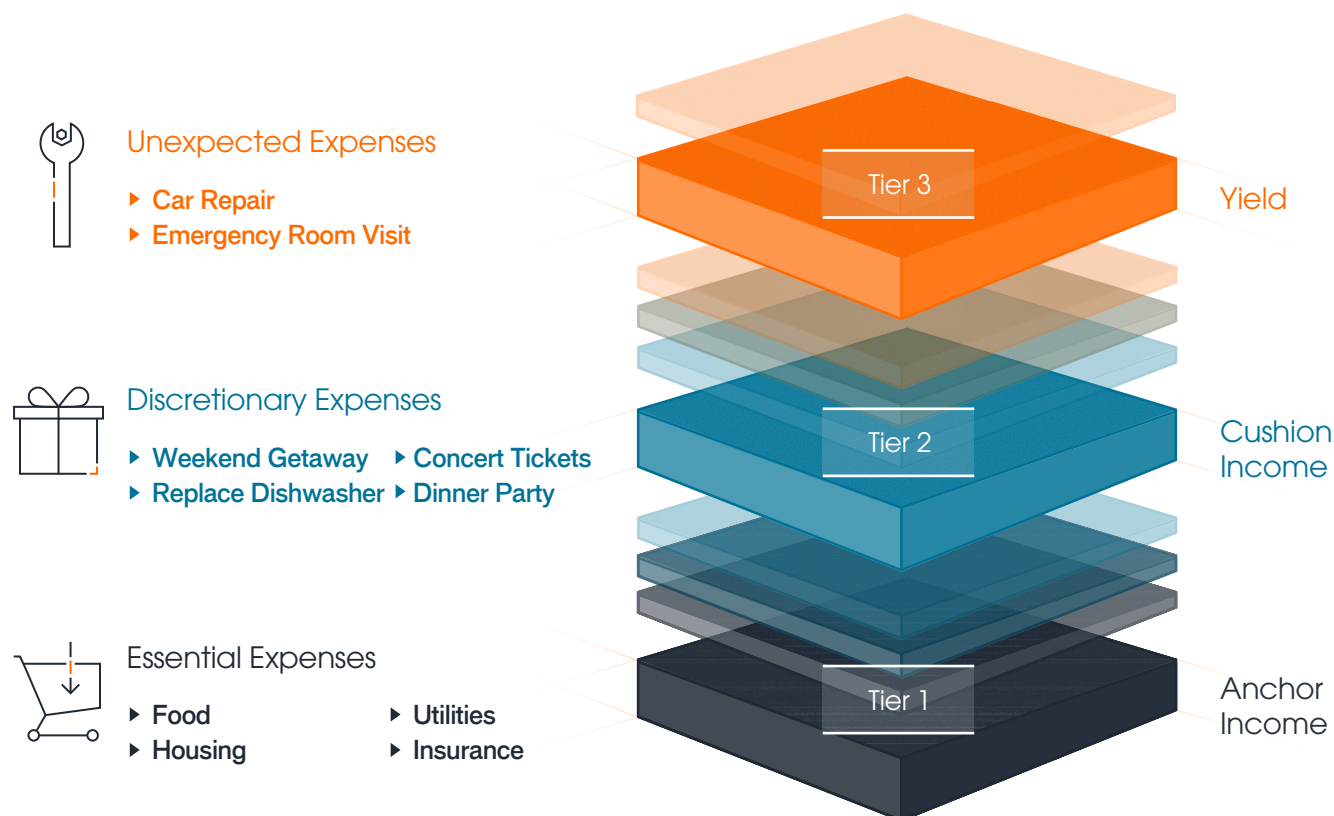 Unexpected Expenses
Car Repair
Emergency Room Visit
Tier 3
Yield
Discretionary Expenses
Weekend Getaway
Concert Tickets
Replace Dishwasher
Dinner Party
Tier 2
Cushion
Income
Essential Expenses
Food
Utilities
Housing
Insurance
Tier 1
Anchor
Income